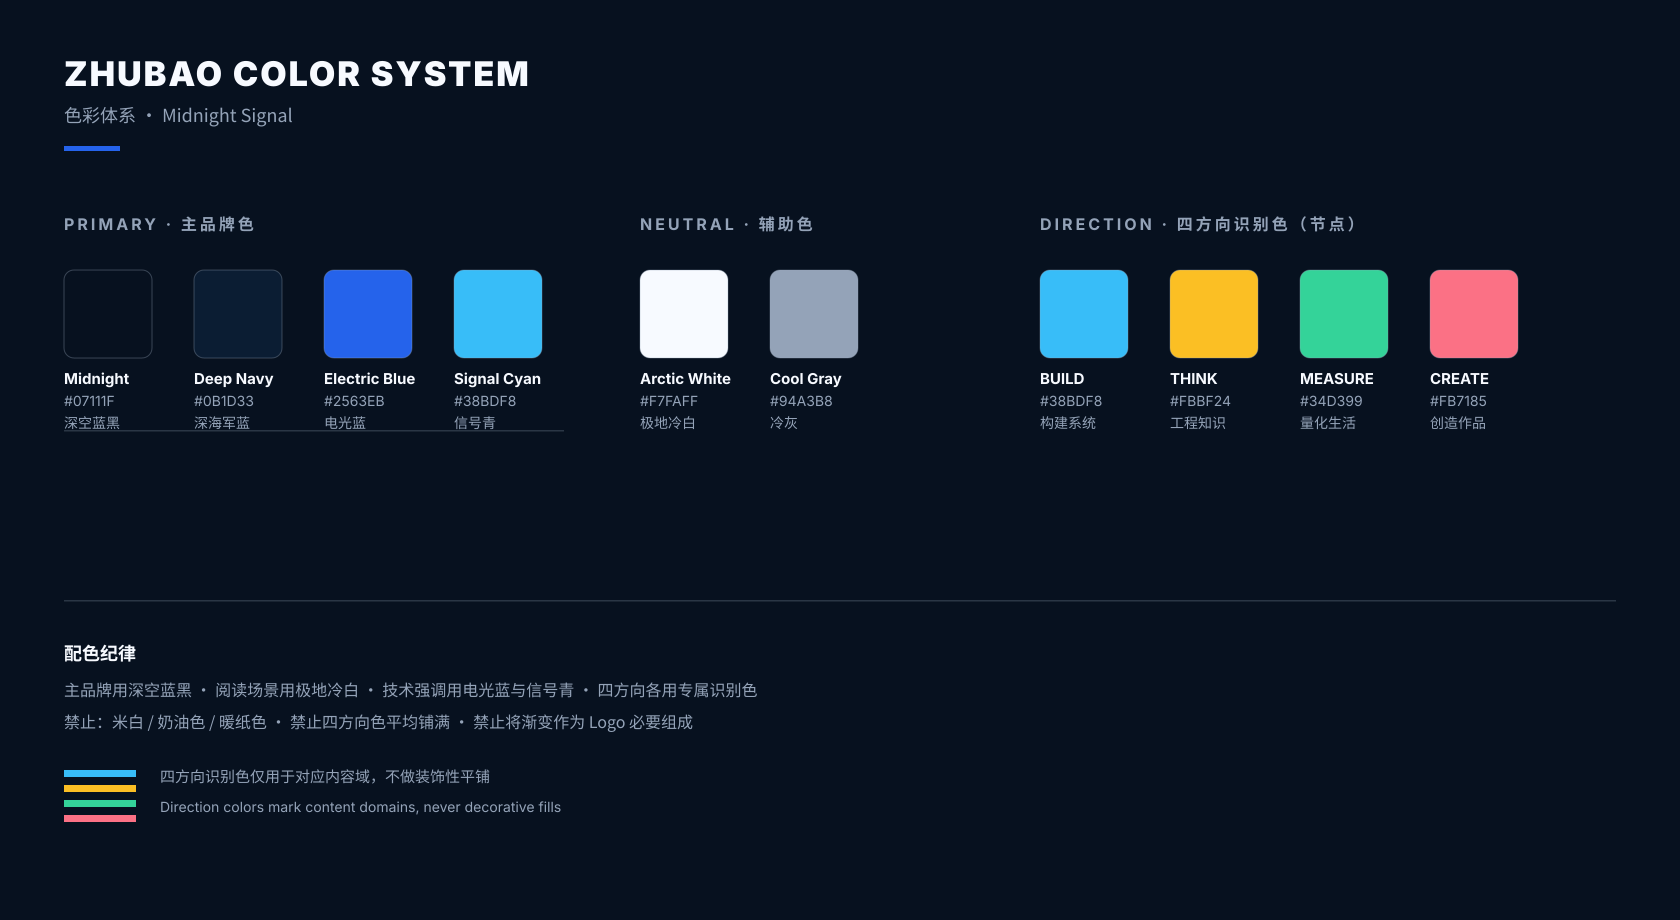 ZHUBAO COLOR SYSTEM
色彩体系 · Midnight Signal
PRIMARY · 主品牌色
Midnight
#07111F
深空蓝黑
Deep Navy
#0B1D33
深海军蓝
Electric Blue
#2563EB
电光蓝
Signal Cyan
#38BDF8
信号青
NEUTRAL · 辅助色
Arctic White
#F7FAFF
极地冷白
Cool Gray
#94A3B8
冷灰
DIRECTION · 四方向识别色（节点）
BUILD
#38BDF8
构建系统
THINK
#FBBF24
工程知识
MEASURE
#34D399
量化生活
CREATE
#FB7185
创造作品
配色纪律
主品牌用深空蓝黑 · 阅读场景用极地冷白 · 技术强调用电光蓝与信号青 · 四方向各用专属识别色
禁止：米白 / 奶油色 / 暖纸色 · 禁止四方向色平均铺满 · 禁止将渐变作为 Logo 必要组成
四方向识别色仅用于对应内容域，不做装饰性平铺
Direction colors mark content domains, never decorative fills